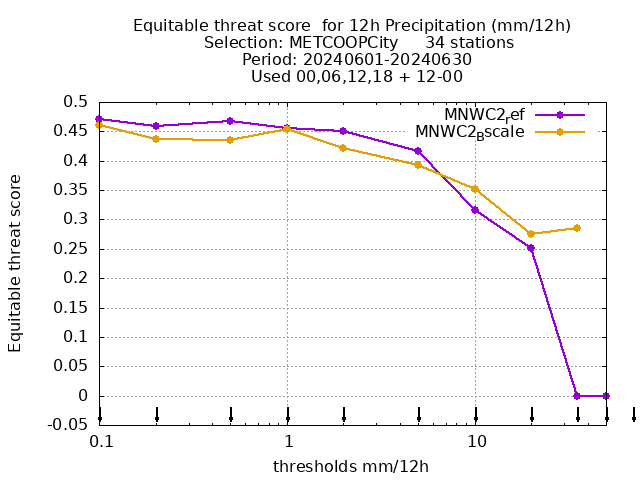 Equitable threat score  for 12h Precipitation (mm/12h)
Selection: METCOOPCity     34 stations
Period: 20240601-20240630
Used 00,06,12,18 + 12-00
MNWC2_ref
MNWC2_Bscale
0.5
0.45
0.4
0.35
0.3
0.25
0.2
0.15
0.1
0.05
0
-0.05
Equitable threat score
0.1
1
10
thresholds mm/12h